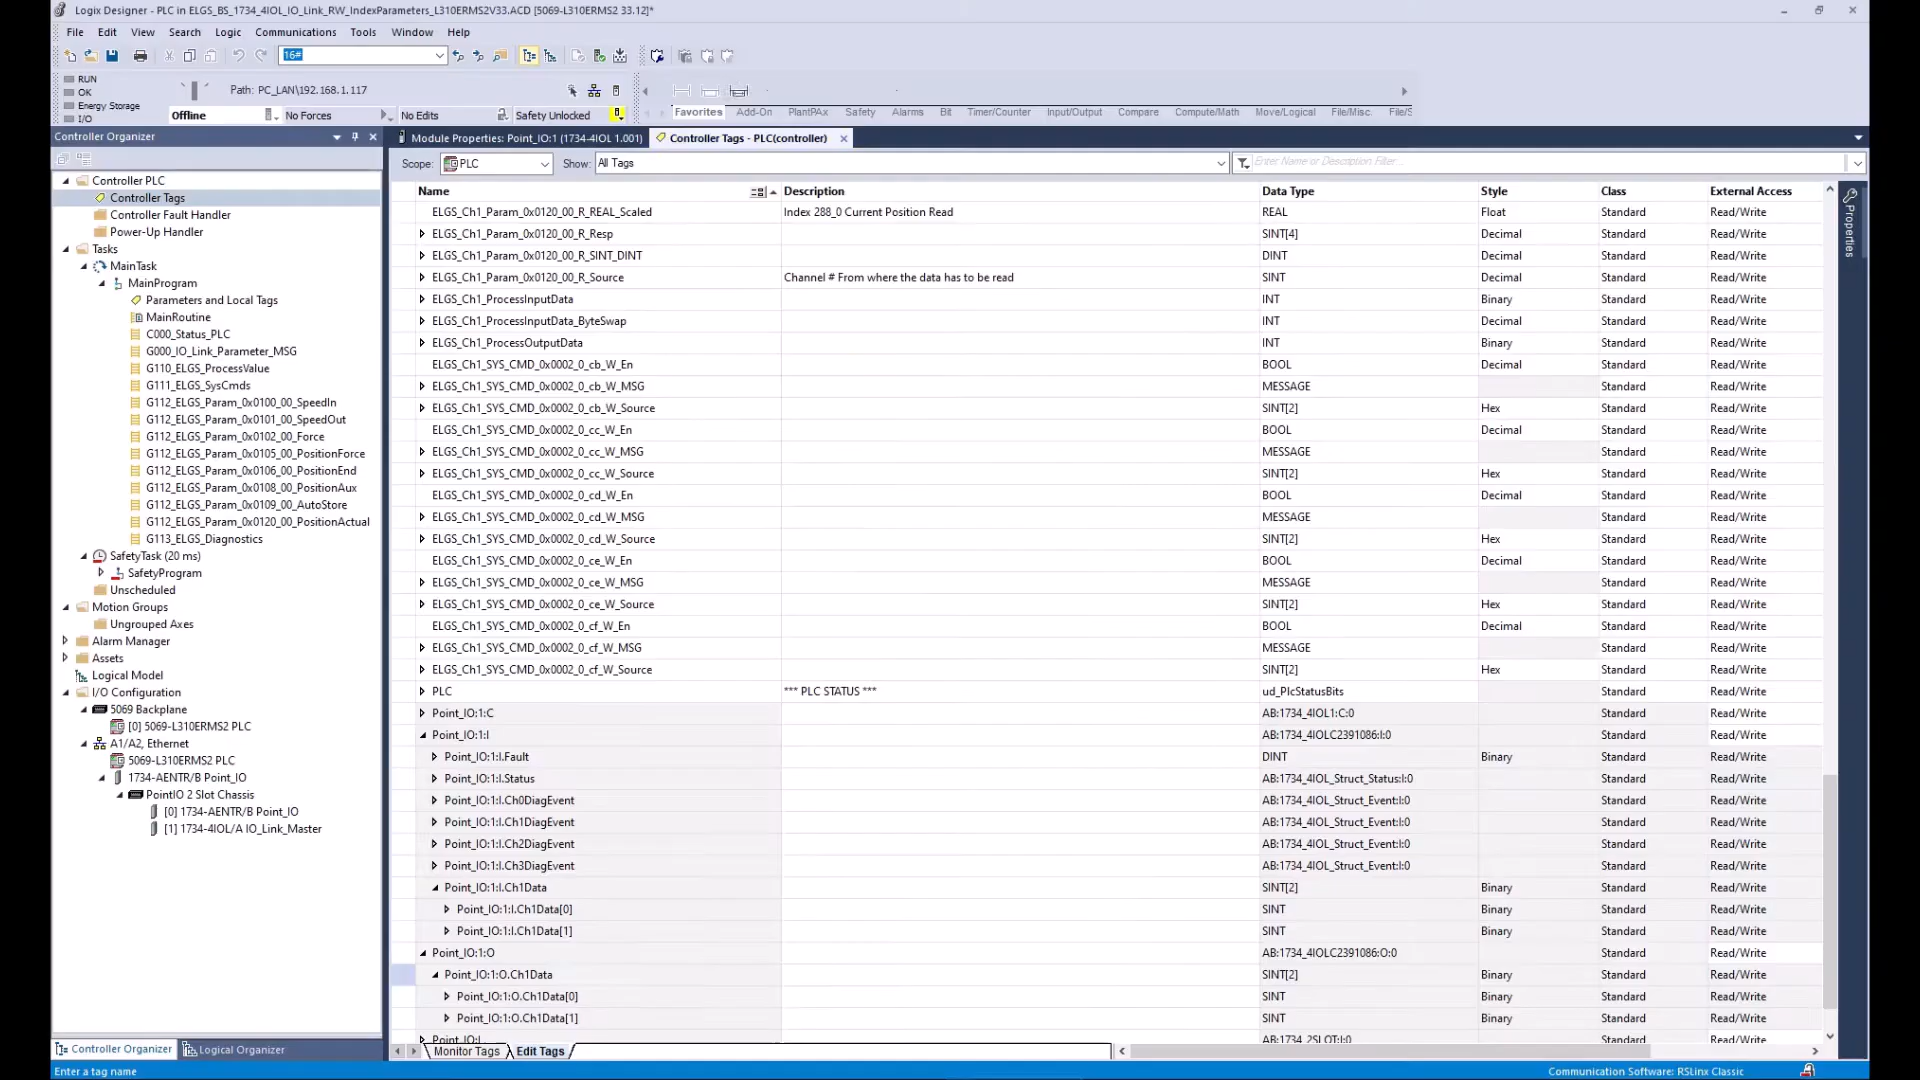 Logix Designer - PLC in ELGS_BS_1734_4IOL_IO_Link_RW_IndexParameters_L310ERMS2V33.ACD [5069-L310ERMS2 33.12]*
File Edit View Search Logic Communications Tools Window Help
16#
RUN
OK
Energy Storage
I/O
Path: PC_LAN\192.168.1.117
Offline No Forces No Edits Safety Unlocked
Favorites Add-On PlantPAx Safety Alarms Bit Timer/Counter Input/Output Compare Compute/Math Move/Logical File/Misc. File/S
Controller Organizer
Module Properties: Point_IO:1 (1734-4IOL 1.001)
Controller Tags - PLC(controller)
Scope: PLC Show: All Tags Enter Name or Description Filter...
Controller PLC
Controller Tags
Controller Fault Handler
Power-Up Handler
Tasks
MainTask
MainProgram
Parameters and Local Tags
MainRoutine
C000_Status_PLC
G000_IO_Link_Parameter_MSG
G110_ELGS_ProcessValue
G111_ELGS_SysCmds
G112_ELGS_Param_0x0100_00_SpeedIn
G112_ELGS_Param_0x0101_00_SpeedOut
G112_ELGS_Param_0x0102_00_Force
G112_ELGS_Param_0x0105_00_PositionForce
G112_ELGS_Param_0x0106_00_PositionEnd
G112_ELGS_Param_0x0108_00_PositionAux
G112_ELGS_Param_0x0109_00_AutoStore
G112_ELGS_Param_0x0120_00_PositionActual
G113_ELGS_Diagnostics
SafetyTask (20 ms)
SafetyProgram
Unscheduled
Motion Groups
Ungrouped Axes
Alarm Manager
Assets
Logical Model
I/O Configuration
5069 Backplane
[0] 5069-L310ERMS2 PLC
A1/A2, Ethernet
5069-L310ERMS2 PLC
1734-AENTR/B Point_IO
PointIO 2 Slot Chassis
[0] 1734-AENTR/B Point_IO
[1] 1734-4IOL/A IO_Link_Master
Controller Organizer Logical Organizer
Name Description Data Type Style Class External Access
ELGS_Ch1_Param_0x0120_00_R_REAL_Scaled Index 288_0 Current Position Read REAL Float Standard Read/Write
ELGS_Ch1_Param_0x0120_00_R_Resp SINT[4] Decimal Standard Read/Write
ELGS_Ch1_Param_0x0120_00_R_SINT_DINT DINT Decimal Standard Read/Write
ELGS_Ch1_Param_0x0120_00_R_Source Channel # From where the data has to be read SINT Decimal Standard Read/Write
ELGS_Ch1_ProcessInputData INT Binary Standard Read/Write
ELGS_Ch1_ProcessInputData_ByteSwap INT Decimal Standard Read/Write
ELGS_Ch1_ProcessOutputData INT Binary Standard Read/Write
ELGS_Ch1_SYS_CMD_0x0002_0_cb_W_En BOOL Decimal Standard Read/Write
ELGS_Ch1_SYS_CMD_0x0002_0_cb_W_MSG MESSAGE Standard Read/Write
ELGS_Ch1_SYS_CMD_0x0002_0_cb_W_Source SINT[2] Hex Standard Read/Write
ELGS_Ch1_SYS_CMD_0x0002_0_cc_W_En BOOL Decimal Standard Read/Write
ELGS_Ch1_SYS_CMD_0x0002_0_cc_W_MSG MESSAGE Standard Read/Write
ELGS_Ch1_SYS_CMD_0x0002_0_cc_W_Source SINT[2] Hex Standard Read/Write
ELGS_Ch1_SYS_CMD_0x0002_0_cd_W_En BOOL Decimal Standard Read/Write
ELGS_Ch1_SYS_CMD_0x0002_0_cd_W_MSG MESSAGE Standard Read/Write
ELGS_Ch1_SYS_CMD_0x0002_0_cd_W_Source SINT[2] Hex Standard Read/Write
ELGS_Ch1_SYS_CMD_0x0002_0_ce_W_En BOOL Decimal Standard Read/Write
ELGS_Ch1_SYS_CMD_0x0002_0_ce_W_MSG MESSAGE Standard Read/Write
ELGS_Ch1_SYS_CMD_0x0002_0_ce_W_Source SINT[2] Hex Standard Read/Write
ELGS_Ch1_SYS_CMD_0x0002_0_cf_W_En BOOL Decimal Standard Read/Write
ELGS_Ch1_SYS_CMD_0x0002_0_cf_W_MSG MESSAGE Standard Read/Write
ELGS_Ch1_SYS_CMD_0x0002_0_cf_W_Source SINT[2] Hex Standard Read/Write
PLC *** PLC STATUS *** ud_PlcStatusBits Standard Read/Write
Point_IO:1:C AB:1734_4IOL1:C:0 Standard Read/Write
Point_IO:1:I AB:1734_4IOLC2391086:I:0 Standard Read/Write
Point_IO:1:I.Fault DINT Binary Standard Read/Write
Point_IO:1:I.Status AB:1734_4IOL_Struct_Status:I:0 Standard Read/Write
Point_IO:1:I.Ch0DiagEvent AB:1734_4IOL_Struct_Event:I:0 Standard Read/Write
Point_IO:1:I.Ch1DiagEvent AB:1734_4IOL_Struct_Event:I:0 Standard Read/Write
Point_IO:1:I.Ch2DiagEvent AB:1734_4IOL_Struct_Event:I:0 Standard Read/Write
Point_IO:1:I.Ch3DiagEvent AB:1734_4IOL_Struct_Event:I:0 Standard Read/Write
Point_IO:1:I.Ch1Data SINT[2] Binary Standard Read/Write
Point_IO:1:I.Ch1Data[0] SINT Binary Standard Read/Write
Point_IO:1:I.Ch1Data[1] SINT Binary Standard Read/Write
Point_IO:1:O AB:1734_4IOLC2391086:O:0 Standard Read/Write
Point_IO:1:O.Ch1Data SINT[2] Binary Standard Read/Write
Point_IO:1:O.Ch1Data[0] SINT Binary Standard Read/Write
Point_IO:1:O.Ch1Data[1] SINT Binary Standard Read/Write
Point_IO:I AB:1734_2SLOT:I:0 Standard Read/Write
Monitor Tags Edit Tags
Properties
Enter a tag name
Communication Software: RSLinx Classic